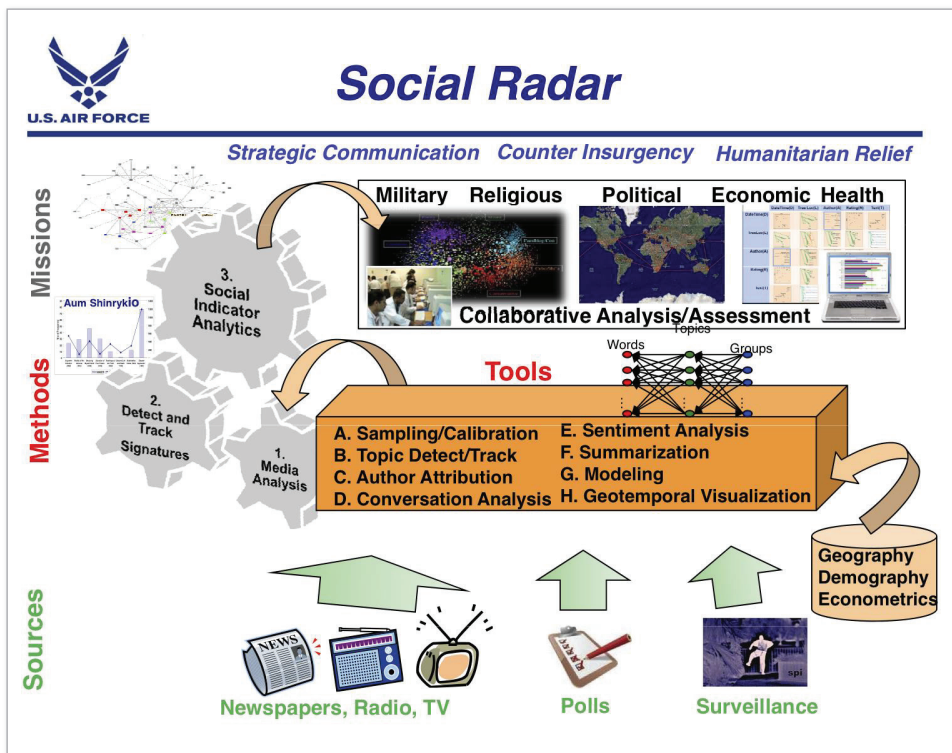 Social Radar
U.S. AIR FORCE
Strategic Communication Counter Insurgency Humanitarian Relief
Missions
Military Religious Political Economic Health
3.
Social
Indicator
Analytics
Collaborative Analysis/Assessment
Aum Shinrykio
Methods
2.
Detect and
Track
Signatures
1.
Media
Analysis
Tools
Words
Topics
Groups
A. Sampling/Calibration
B. Topic Detect/Track
C. Author Attribution
D. Conversation Analysis
E. Sentiment Analysis
F. Summarization
G. Modeling
H. Geotemporal Visualization
Geography
Demography
Econometrics
Sources
NEWS
spi
Newspapers, Radio, TV
Polls
Surveillance